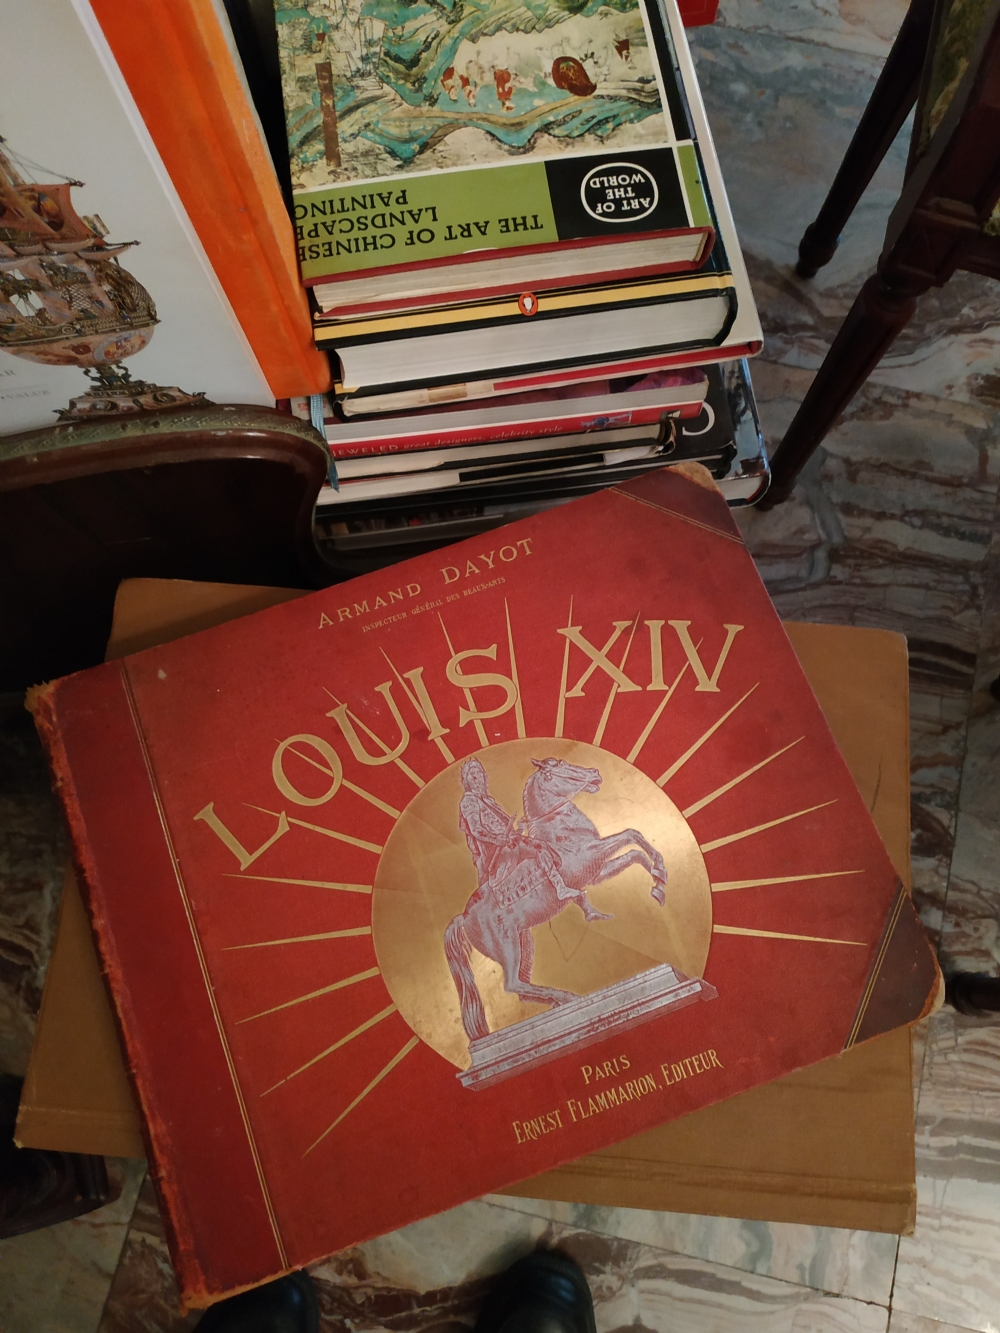 ART OF
THE
WORLD
THE ART OF CHINESE
LANDSCAPE
PAINTING
JEWELED great designers, celebrity style
S
ARMAND DAYOT
INSPECTEUR GÉNÉRAL DES BEAUX-ARTS
LOUIS XIV
PARIS
ERNEST FLAMMARION, EDITEUR